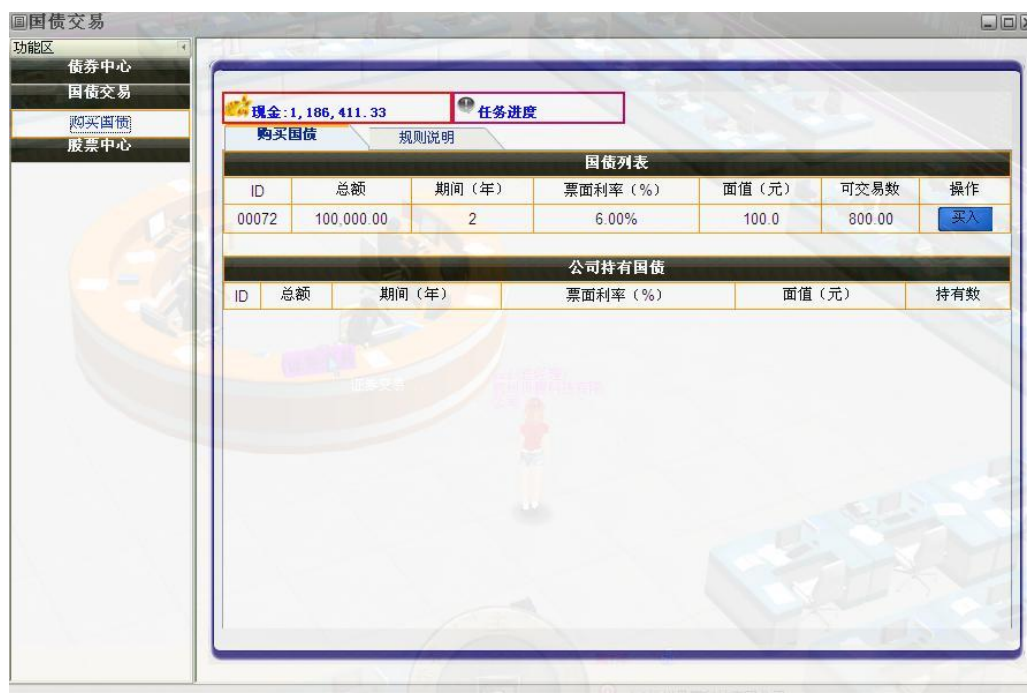 国债交易
功能区
债券中心
国债交易
购买国债
股票中心
现金:1,186,411.33 任务进度
购买国债 规则说明
国债列表
ID 总额 期间（年） 票面利率（%） 面值（元） 可交易数 操作
00072 100,000.00 2 6.00% 100.0 800.00 买入
公司持有国债
ID 总额 期间（年） 票面利率（%） 面值（元） 持有数
证券交易